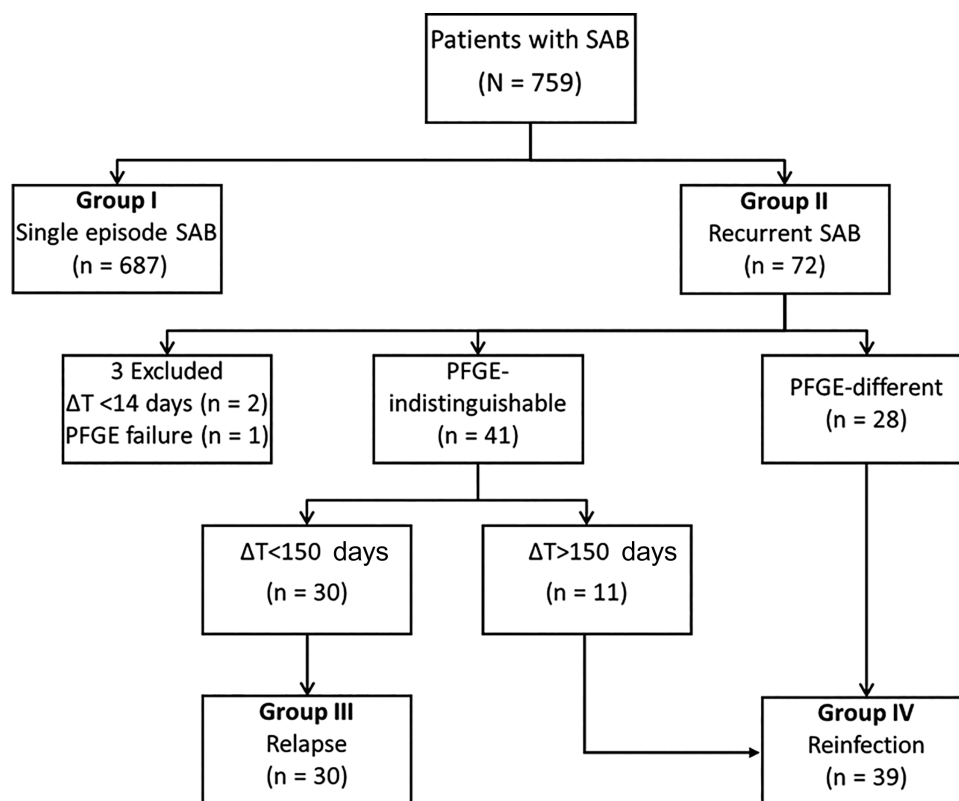 Patients with SAB
(N = 759)
Group I
Single episode SAB
(n = 687)
Group II
Recurrent SAB
(n = 72)
3 Excluded
ΔT <14 days (n = 2)
PFGE failure (n = 1)
PFGE-
indistinguishable
(n = 41)
PFGE-different
(n = 28)
ΔT<150 days
(n = 30)
ΔT>150 days
(n = 11)
Group III
Relapse
(n = 30)
Group IV
Reinfection
(n = 39)